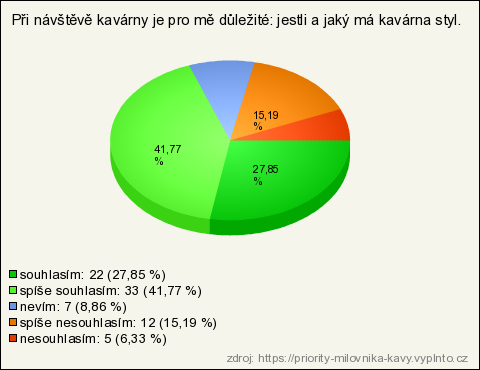 Při návštěvě kavárny je pro mě důležité: jestli a jaký má kavárna styl.
15,19
%
41,77
%
27,85
%
souhlasím: 22 (27,85 %)
spíše souhlasím: 33 (41,77 %)
nevím: 7 (8,86 %)
spíše nesouhlasím: 12 (15,19 %)
nesouhlasím: 5 (6,33 %)
zdroj: https://priority-milovnika-kavy.vyplnto.cz